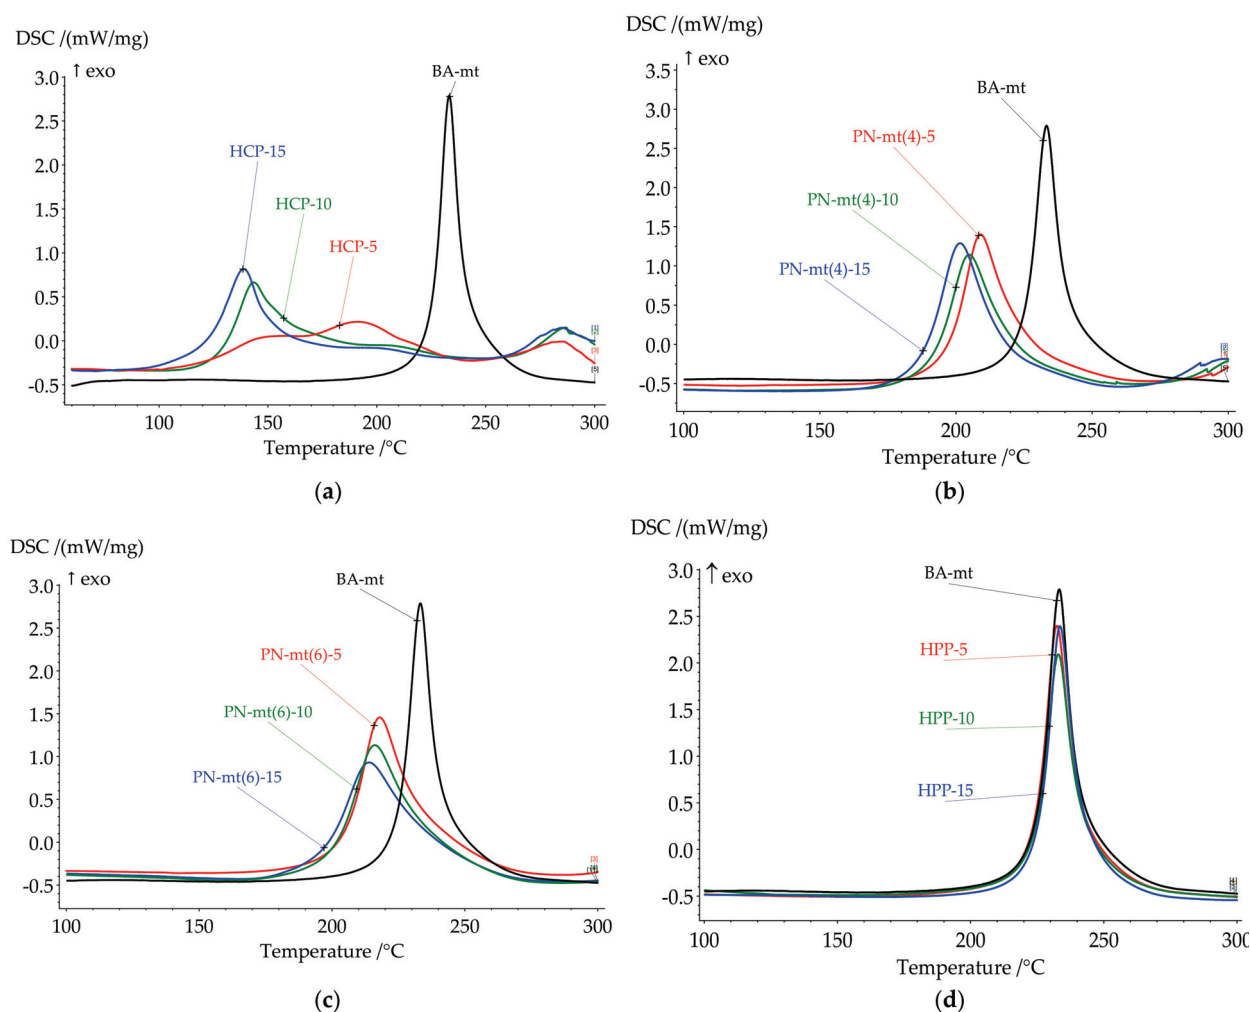 (a)
DSC /(mW/mg)
↑ exo
BA-mt
HCP-15
HCP-10
HCP-5
3.0
2.5
2.0
1.5
1.0
0.5
0.0
-0.5
[1]
[2]
[3]
[5]
100 150 200 250 300
Temperature /°C
(b)
DSC /(mW/mg)
↑ exo
BA-mt
PN-mt(4)-5
PN-mt(4)-10
PN-mt(4)-15
3.5
3.0
2.5
2.0
1.5
1.0
0.5
0.0
-0.5
100 150 200 250 300
Temperature /°C
(c)
DSC /(mW/mg)
↑ exo
BA-mt
PN-mt(6)-5
PN-mt(6)-10
PN-mt(6)-15
3.0
2.5
2.0
1.5
1.0
0.5
0.0
-0.5
[3]
100 150 200 250 300
Temperature /°C
(d)
DSC /(mW/mg)
↑ exo
BA-mt
HPP-5
HPP-10
HPP-15
3.0
2.5
2.0
1.5
1.0
0.5
0.0
-0.5
[4]
100 150 200 250 300
Temperature /°C